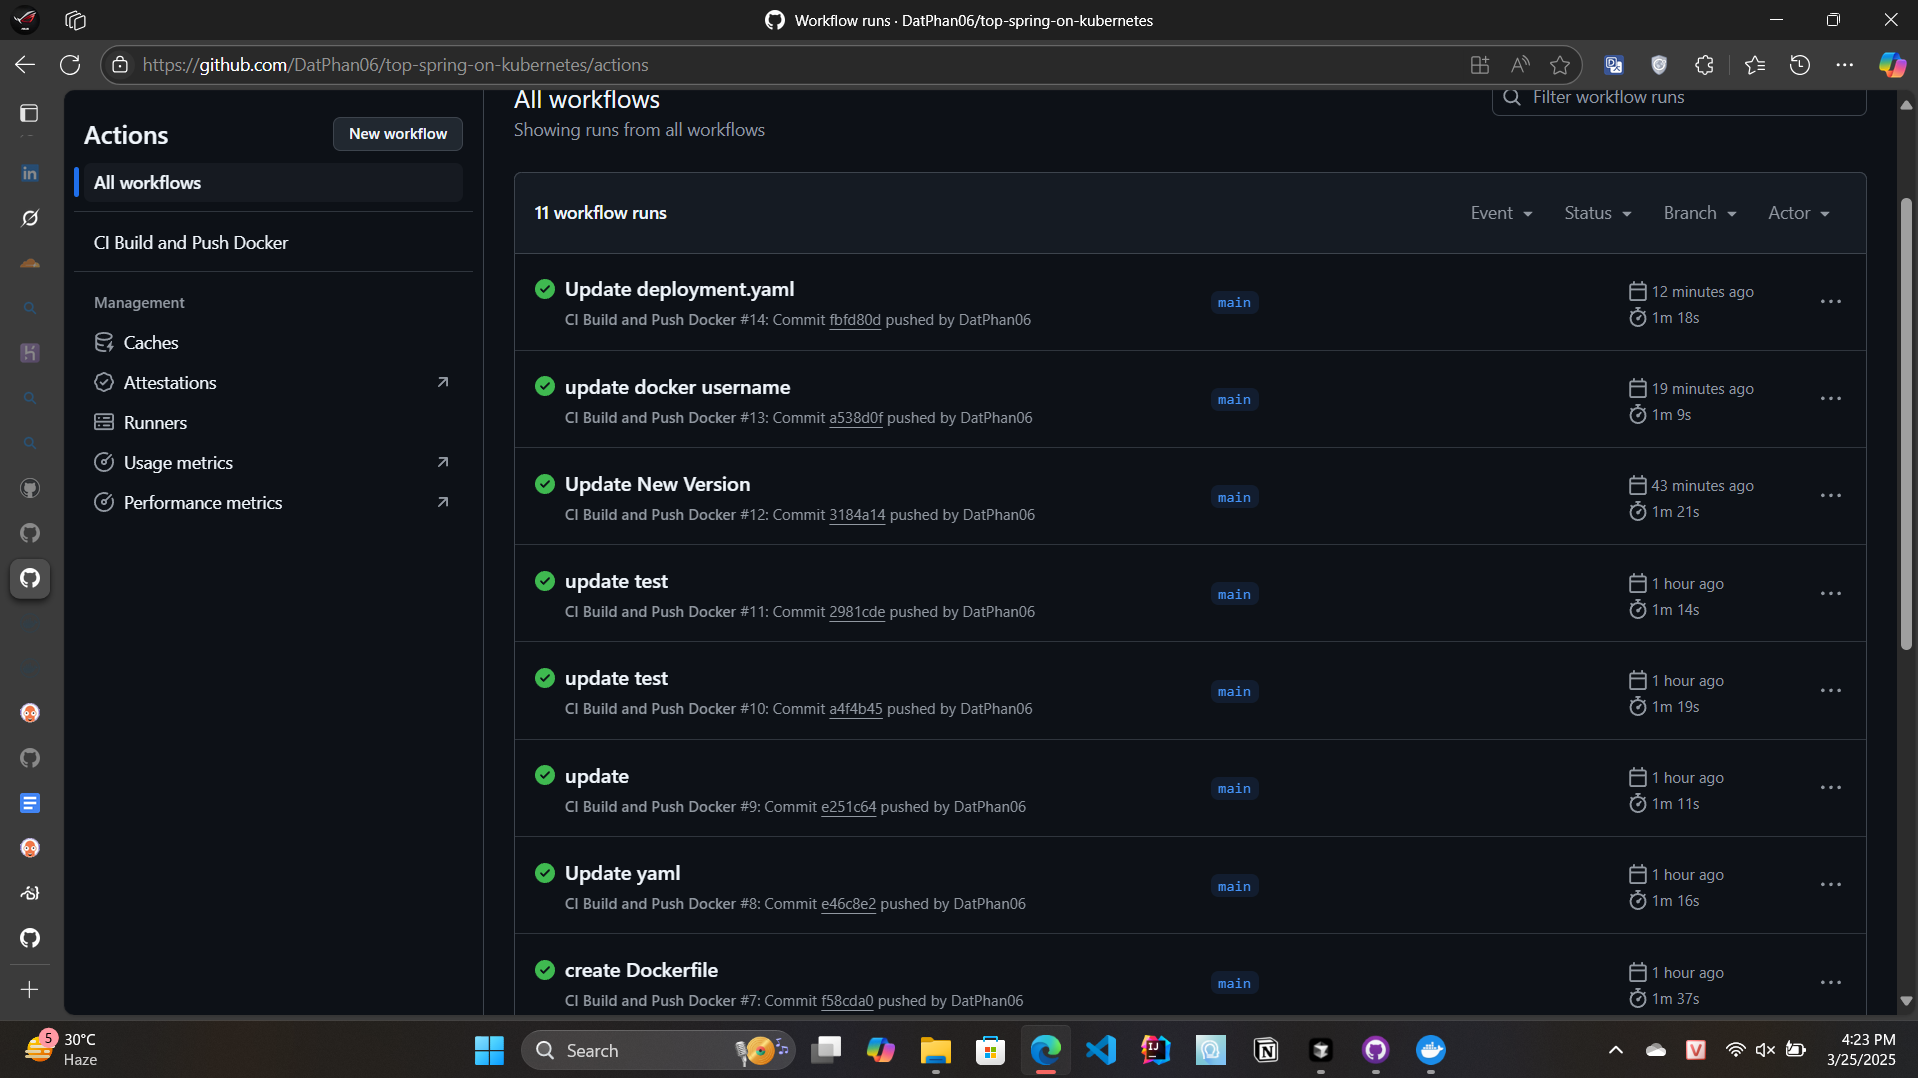 Workflow runs · DatPhan06/top-spring-on-kubernetes
https://github.com/DatPhan06/top-spring-on-kubernetes/actions
Actions
New workflow
All workflows
CI Build and Push Docker
Management
Caches
Attestations
Runners
Usage metrics
Performance metrics
All workflows
Showing runs from all workflows
Filter workflow runs
11 workflow runs
Event
Status
Branch
Actor
Update deployment.yaml
CI Build and Push Docker #14: Commit fbfd80d pushed by DatPhan06
main
12 minutes ago
1m 18s
update docker username
CI Build and Push Docker #13: Commit a538d0f pushed by DatPhan06
main
19 minutes ago
1m 9s
Update New Version
CI Build and Push Docker #12: Commit 3184a14 pushed by DatPhan06
main
43 minutes ago
1m 21s
update test
CI Build and Push Docker #11: Commit 2981cde pushed by DatPhan06
main
1 hour ago
1m 14s
update test
CI Build and Push Docker #10: Commit a4f4b45 pushed by DatPhan06
main
1 hour ago
1m 19s
update
CI Build and Push Docker #9: Commit e251c64 pushed by DatPhan06
main
1 hour ago
1m 11s
Update yaml
CI Build and Push Docker #8: Commit e46c8e2 pushed by DatPhan06
main
1 hour ago
1m 16s
create Dockerfile
CI Build and Push Docker #7: Commit f58cda0 pushed by DatPhan06
main
1 hour ago
1m 37s
5
30°C
Haze
Search
4:23 PM
3/25/2025